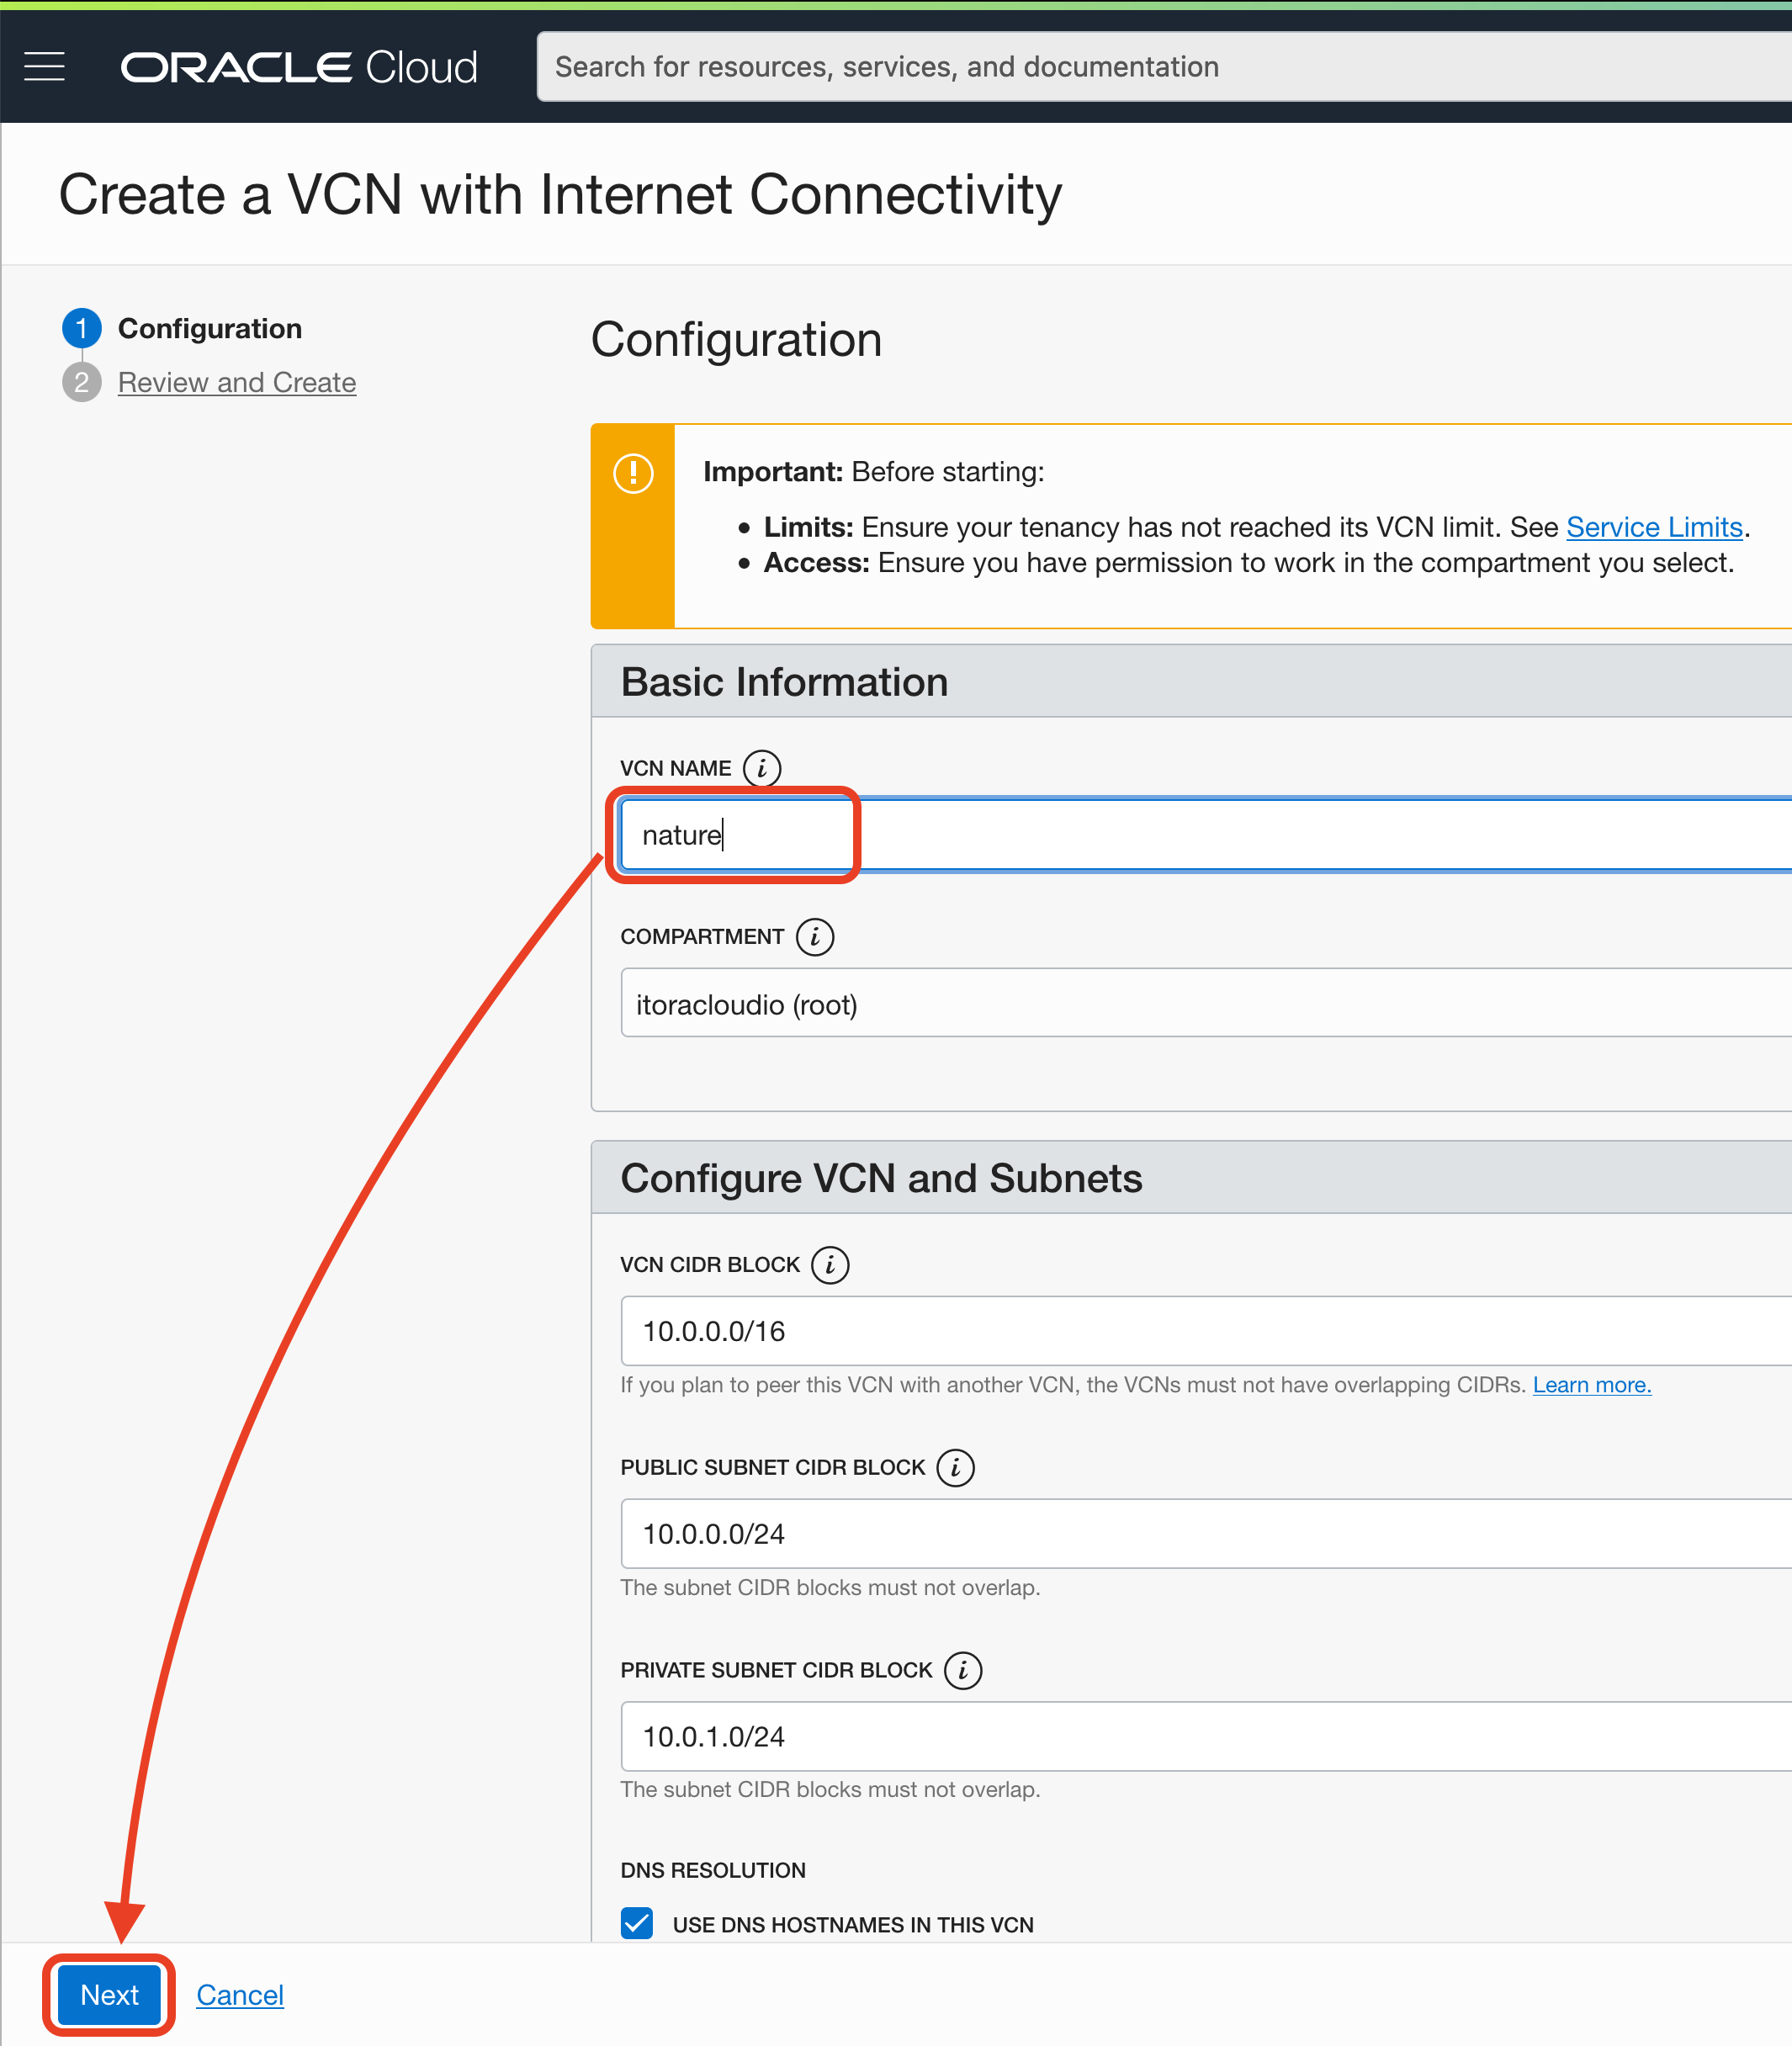 ORACLE Cloud
Search for resources, services, and documentation
Create a VCN with Internet Connectivity
1 Configuration
2 Review and Create
Configuration
Important: Before starting:
• Limits: Ensure your tenancy has not reached its VCN limit. See Service Limits.
• Access: Ensure you have permission to work in the compartment you select.
Basic Information
VCN NAME i
nature
COMPARTMENT i
itoracloudio (root)
Configure VCN and Subnets
VCN CIDR BLOCK i
10.0.0.0/16
If you plan to peer this VCN with another VCN, the VCNs must not have overlapping CIDRs. Learn more.
PUBLIC SUBNET CIDR BLOCK i
10.0.0.0/24
The subnet CIDR blocks must not overlap.
PRIVATE SUBNET CIDR BLOCK i
10.0.1.0/24
The subnet CIDR blocks must not overlap.
DNS RESOLUTION
USE DNS HOSTNAMES IN THIS VCN
Next Cancel